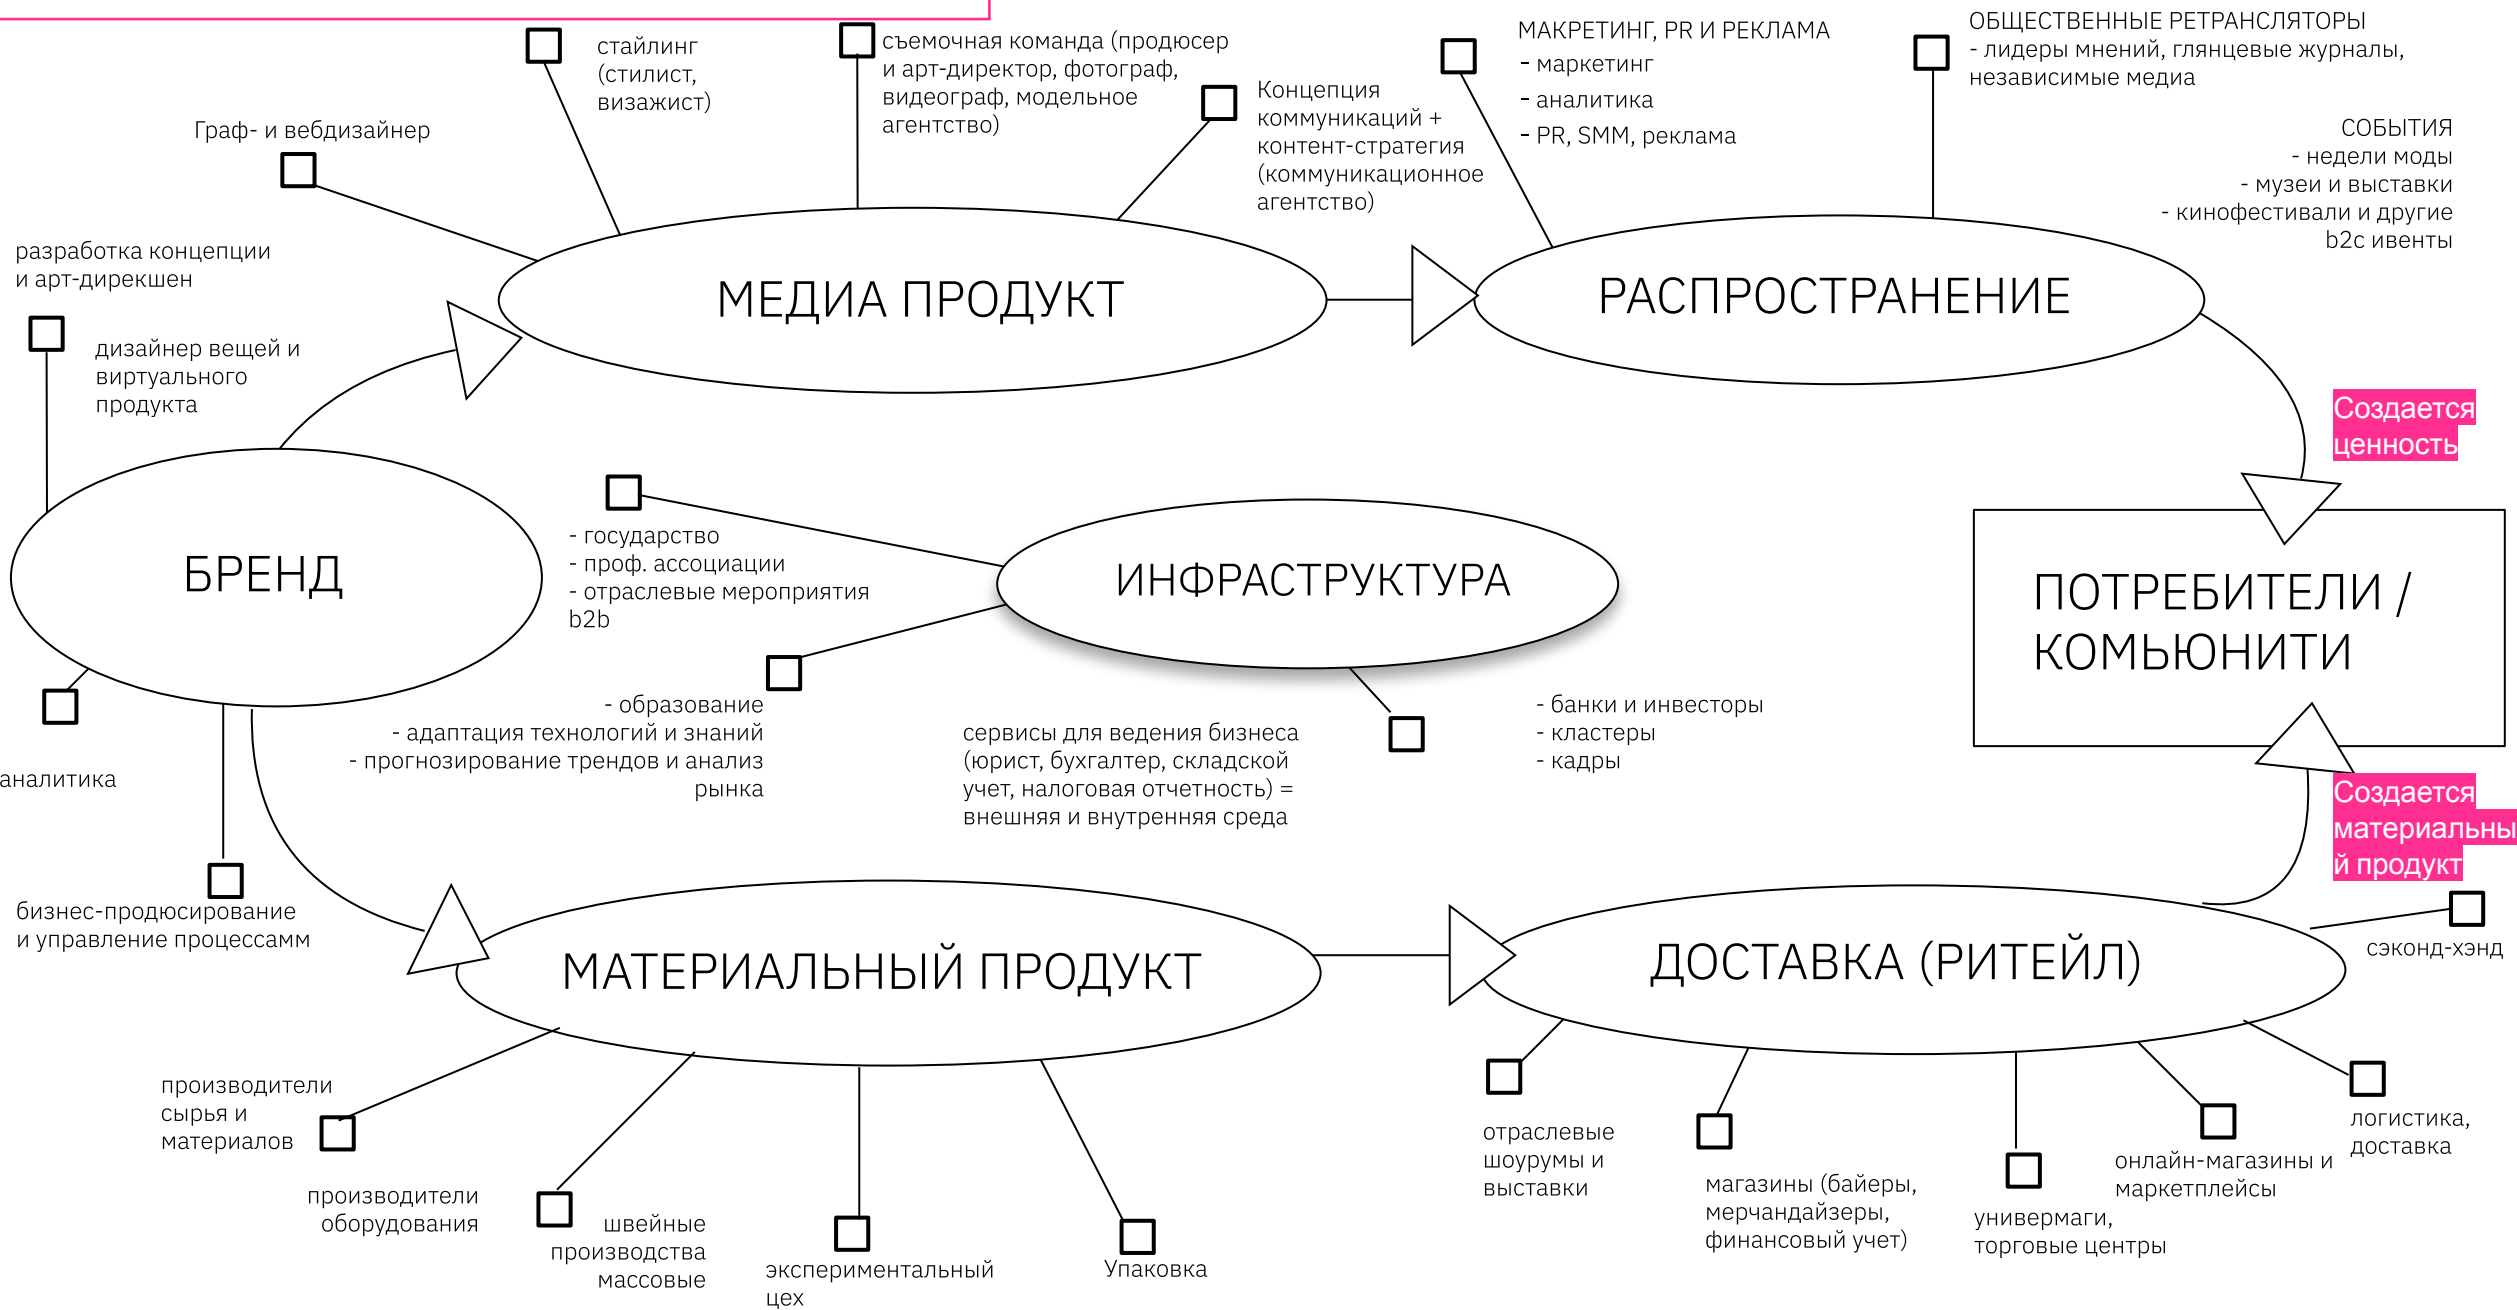 стайлинг
(стилист,
визажист)
съемочная команда (продюсер
и арт-директор, фотограф,
видеограф, модельное
агентство)
Концепция
коммуникаций +
контент-стратегия
(коммуникационное
агентство)
МАКРЕТИНГ, PR И РЕКЛАМА
- маркетинг
- аналитика
- PR, SMM, реклама
ОБЩЕСТВЕННЫЕ РЕТРАНСЛЯТОРЫ
- лидеры мнений, глянцевые журналы,
независимые медиа
СОБЫТИЯ
- недели моды
- музеи и выставки
- кинофестивали и другие
b2c ивенты
Граф- и вебдизайнер
разработка концепции
и арт-дирекшен
дизайнер вещей и
виртуального
продукта
МЕДИА ПРОДУКТ
РАСПРОСТРАНЕНИЕ
Создается
ценность
БРЕНД
- государство
- проф. ассоциации
- отраслевые мероприятия
b2b
ИНФРАСТРУКТУРА
ПОТРЕБИТЕЛИ /
КОМЬЮНИТИ
- образование
- адаптация технологий и знаний
- прогнозирование трендов и анализ
рынка
сервисы для ведения бизнеса
(юрист, бухгалтер, складской
учет, налоговая отчетность) =
внешняя и внутренняя среда
- банки и инвесторы
- кластеры
- кадры
аналитика
Создается
материальны
й продукт
бизнес-продюсирование
и управление процессамм
МАТЕРИАЛЬНЫЙ ПРОДУКТ
ДОСТАВКА (РИТЕЙЛ)
сэконд-хэнд
производители
сырья и
материалов
производители
оборудования
швейные
производства
массовые
экспериментальный
цех
Упаковка
отраслевые
шоурумы и
выставки
магазины (байеры,
мерчандайзеры,
финансовый учет)
универмаги,
торговые центры
онлайн-магазины и
маркетплейсы
логистика,
доставка